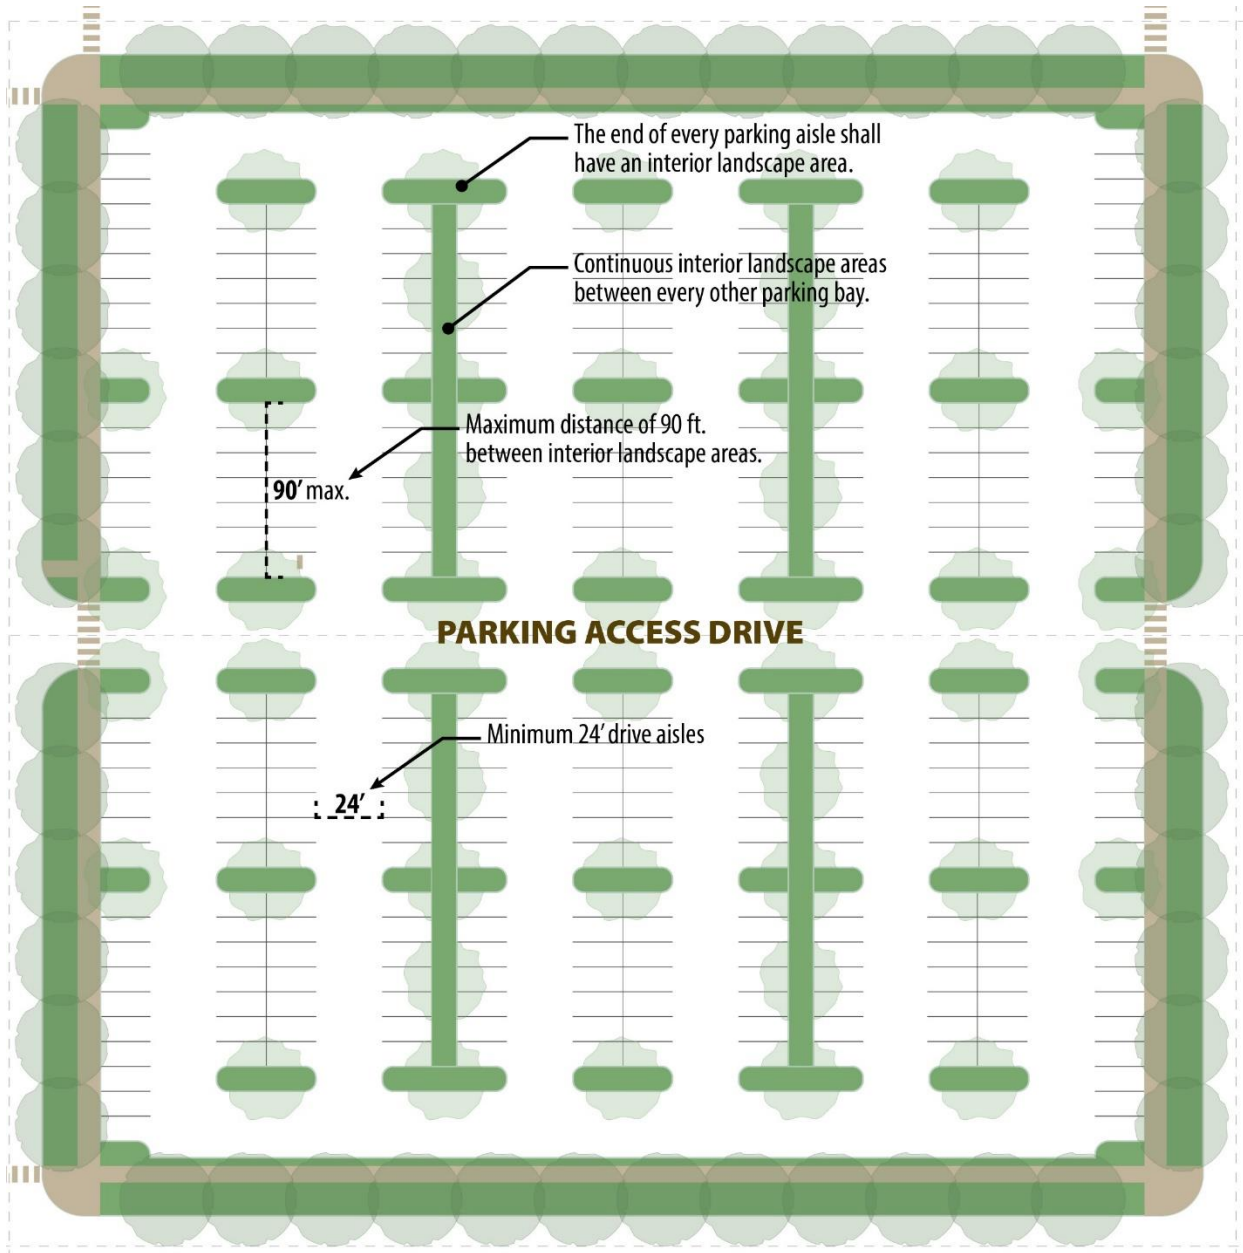 The end of every parking aisle shall
have an interior landscape area.
Continuous interior landscape areas
between every other parking bay.
Maximum distance of 90 ft.
between interior landscape areas.
90’ max.
PARKING ACCESS DRIVE
Minimum 24’ drive aisles
24’